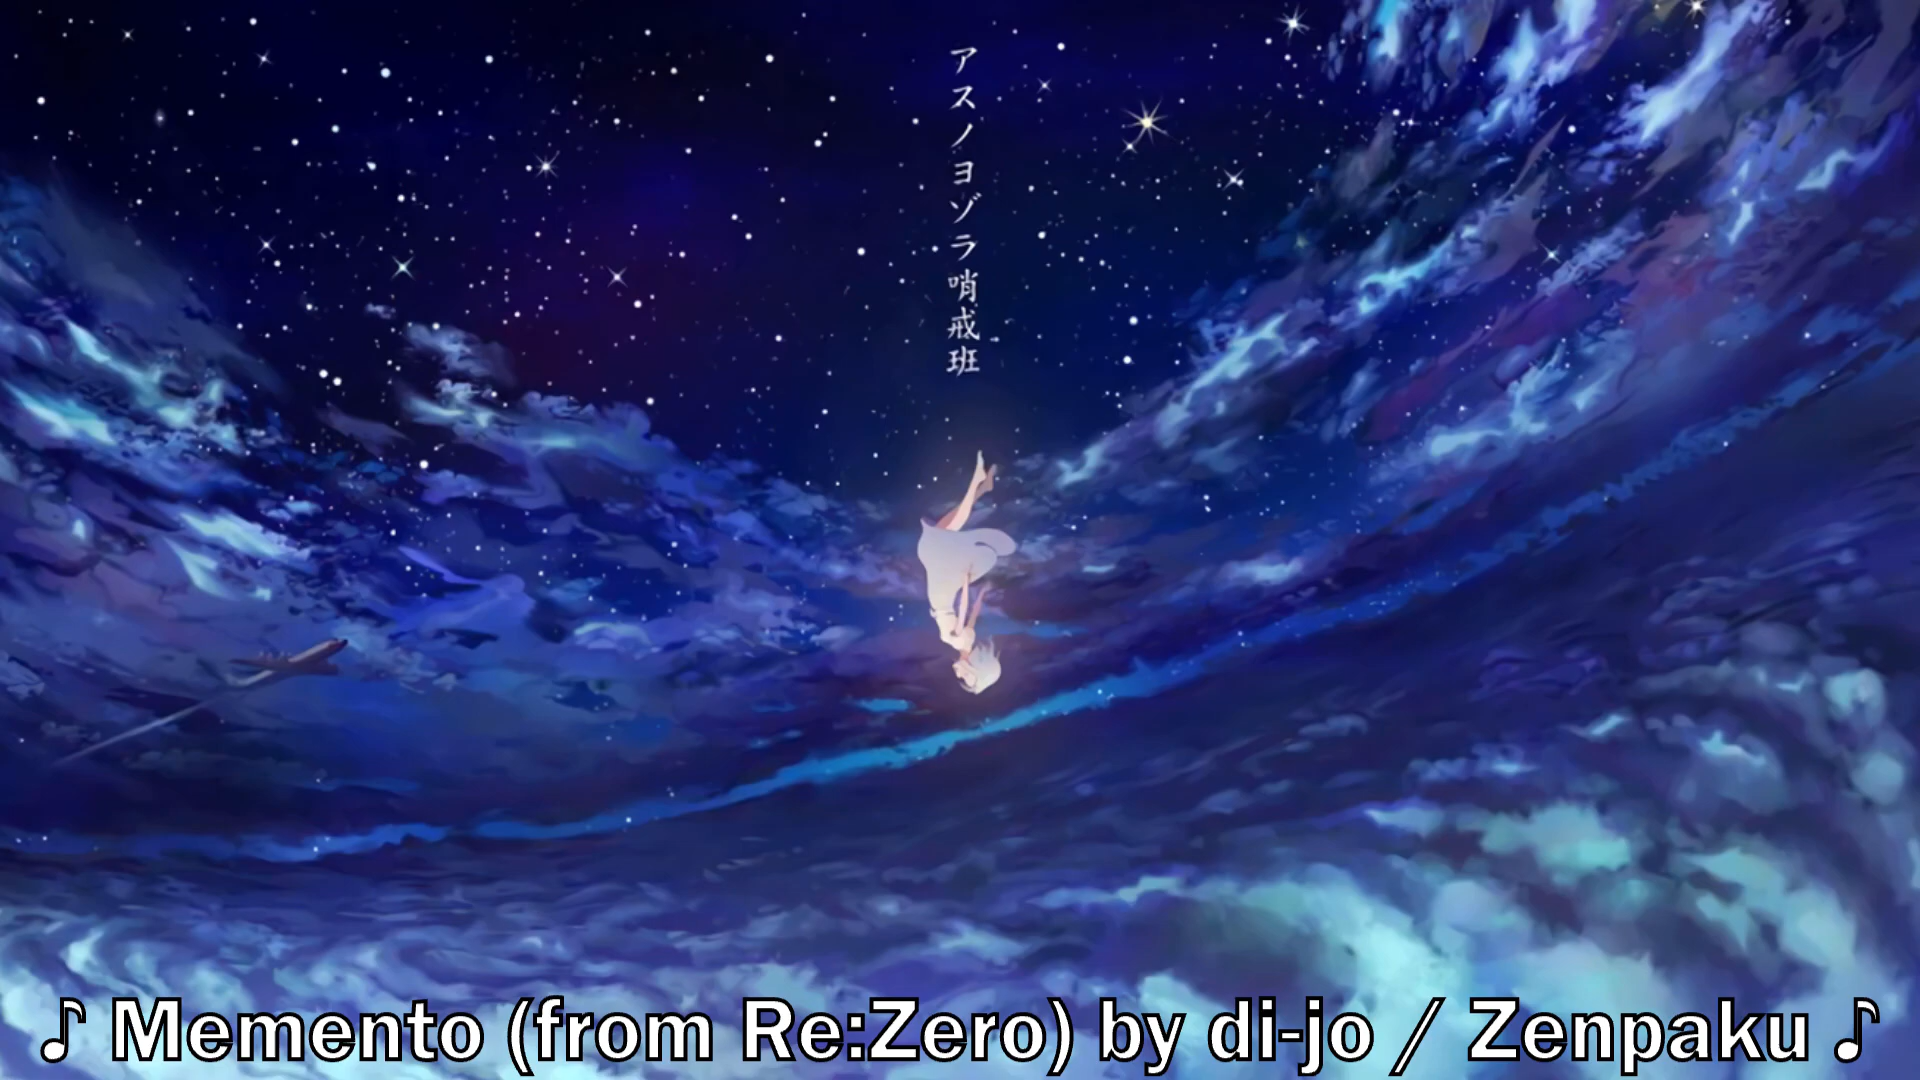 アスノヨゾラ哨戒班
♪ Memento (from Re:Zero) by di-jo / Zenpaku ♪